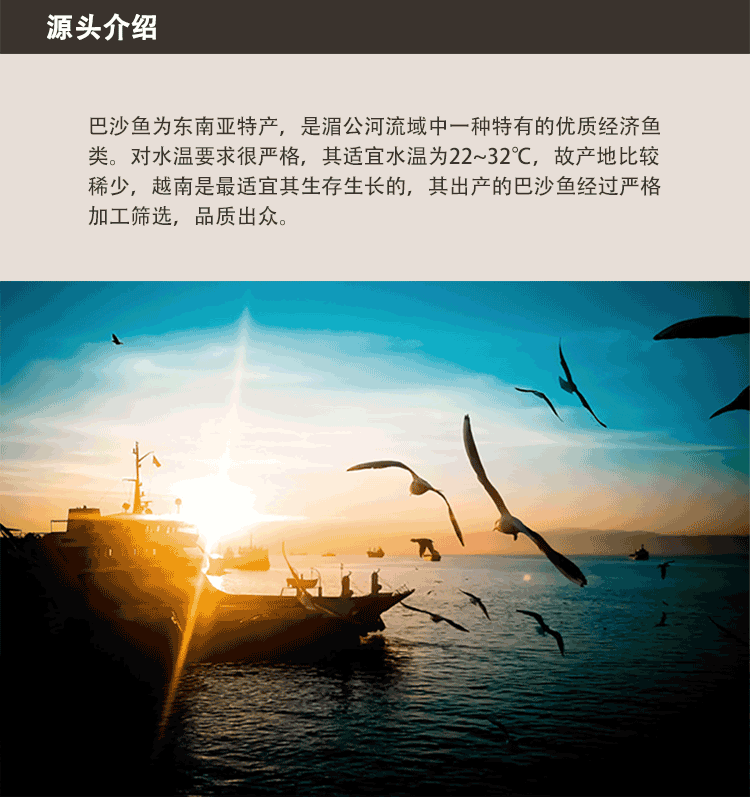 源头介绍
巴沙鱼为东南亚特产，是湄公河流域中一种特有的优质经济鱼
类。对水温要求很严格，其适宜水温为22~32℃，故产地比较
稀少，越南是最适宜其生存生长的，其出产的巴沙鱼经过严格
加工筛选，品质出众。